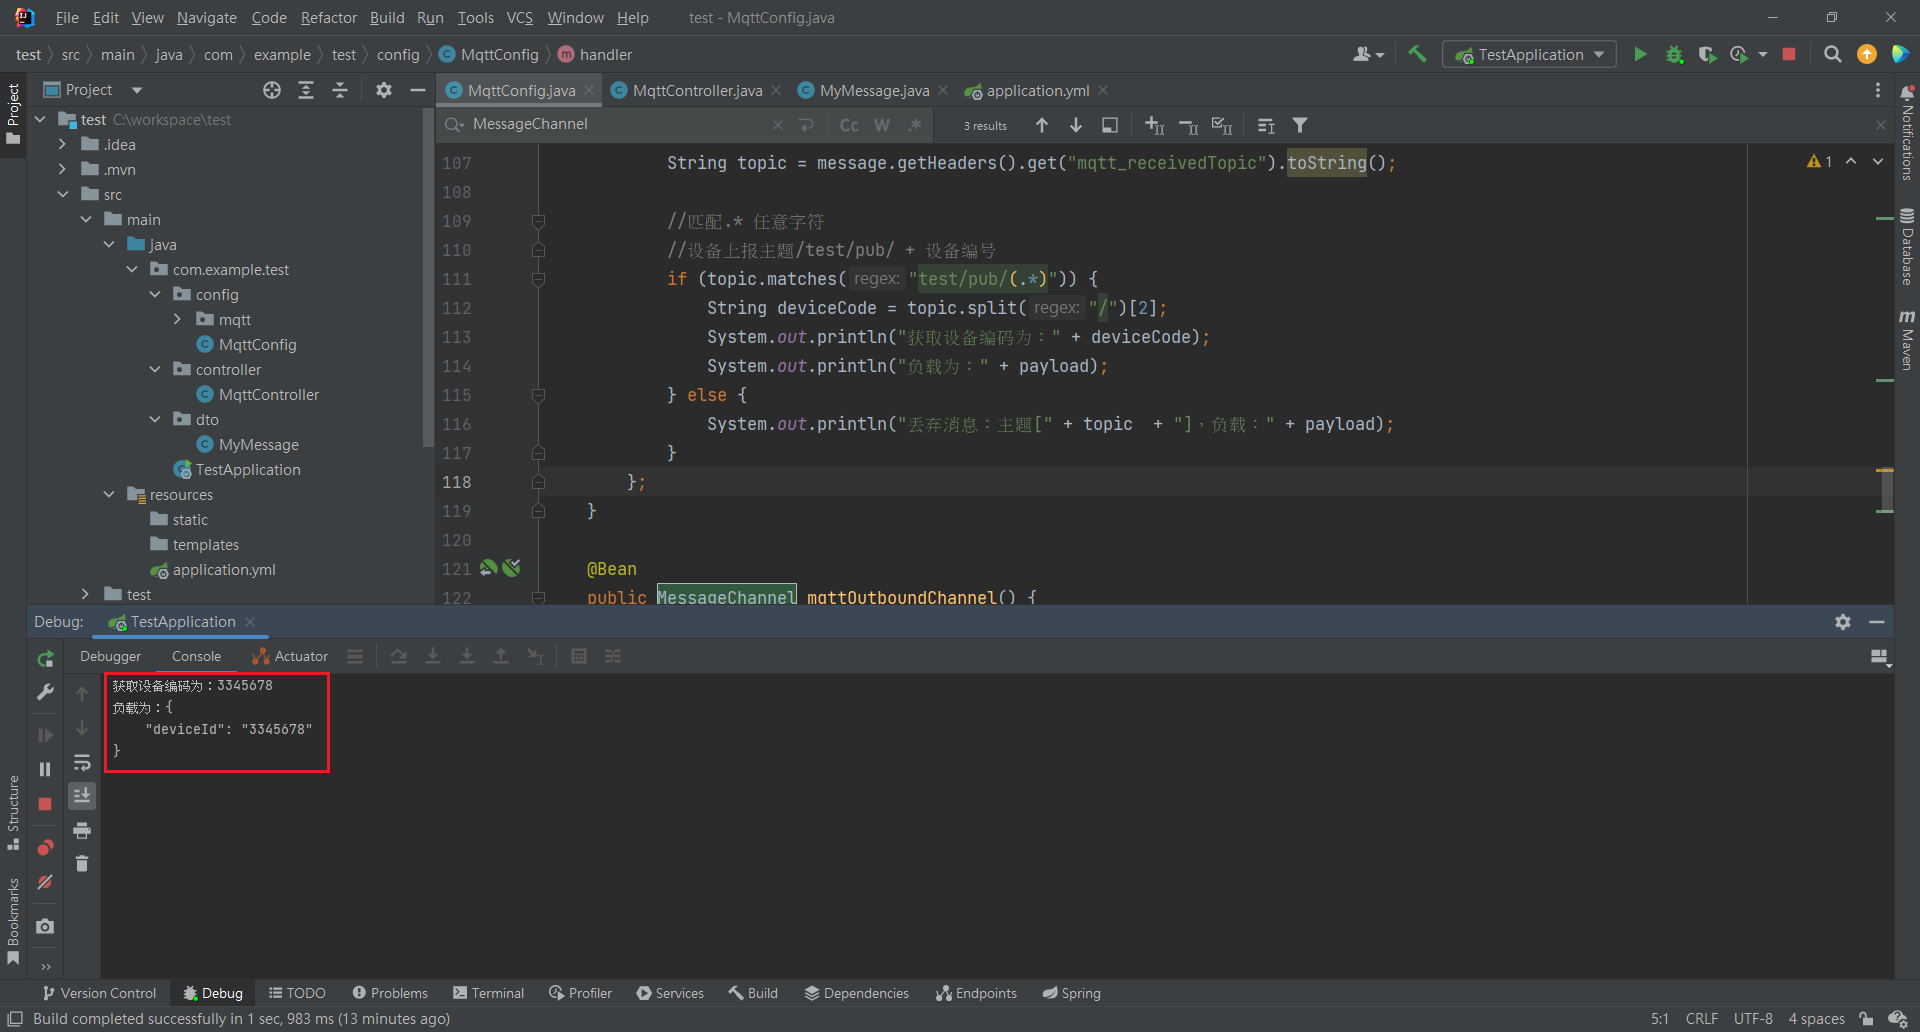 File Edit View Navigate Code Refactor Build Run Tools VCS Window Help test - MqttConfig.java
test src main java com example test config MqttConfig handler TestApplication
Project MqttConfig.java MqttController.java MyMessage.java application.yml
test C:\workspace\test
.idea
.mvn
src
main
java
com.example.test
config
mqtt
MqttConfig
controller
MqttController
dto
MyMessage
TestApplication
resources
static
templates
application.yml
test
MessageChannel Cc W .* 3 results
1
107 String topic = message.getHeaders().get("mqtt_receivedTopic").toString();
108
109 //匹配.* 任意字符
110 //设备上报主题/test/pub/ + 设备编号
111 if (topic.matches( regex: "test/pub/(.*)")) {
112 String deviceCode = topic.split( regex: "/")[2];
113 System.out.println("获取设备编码为：" + deviceCode);
114 System.out.println("负载为：" + payload);
115 } else {
116 System.out.println("丢弃消息：主题[" + topic  + "]，负载：" + payload);
117 }
118 };
119 }
120
121 @Bean
122 public MessageChannel mqttOutboundChannel() {
Project
Structure
Bookmarks
Notifications
Database
Maven
Debug: TestApplication
Debugger Console Actuator
获取设备编码为：3345678
负载为：{
    "deviceId": "3345678"
}
Version Control Debug TODO Problems Terminal Profiler Services Build Dependencies Endpoints Spring
Build completed successfully in 1 sec, 983 ms (13 minutes ago) 5:1 CRLF UTF-8 4 spaces